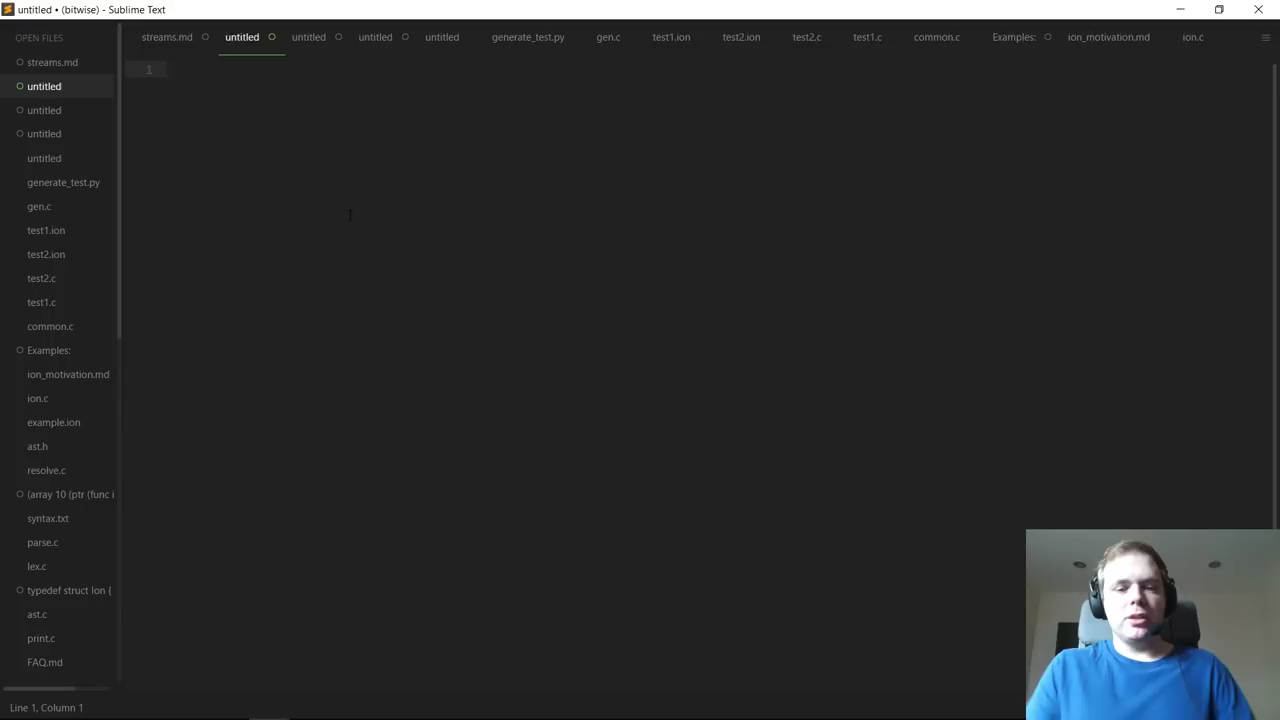 untitled • (bitwise) - Sublime Text
OPEN FILES
streams.md
untitled
untitled
untitled
untitled
generate_test.py
gen.c
test1.ion
test2.ion
test2.c
test1.c
common.c
Examples:
ion_motivation.md
ion.c
example.ion
ast.h
resolve.c
(array 10 (ptr (func i
syntax.txt
parse.c
lex.c
typedef struct Ion {
ast.c
print.c
FAQ.md
streams.md untitled untitled untitled untitled generate_test.py gen.c test1.ion test2.ion test2.c test1.c common.c Examples: ion_motivation.md ion.c
1
Line 1, Column 1